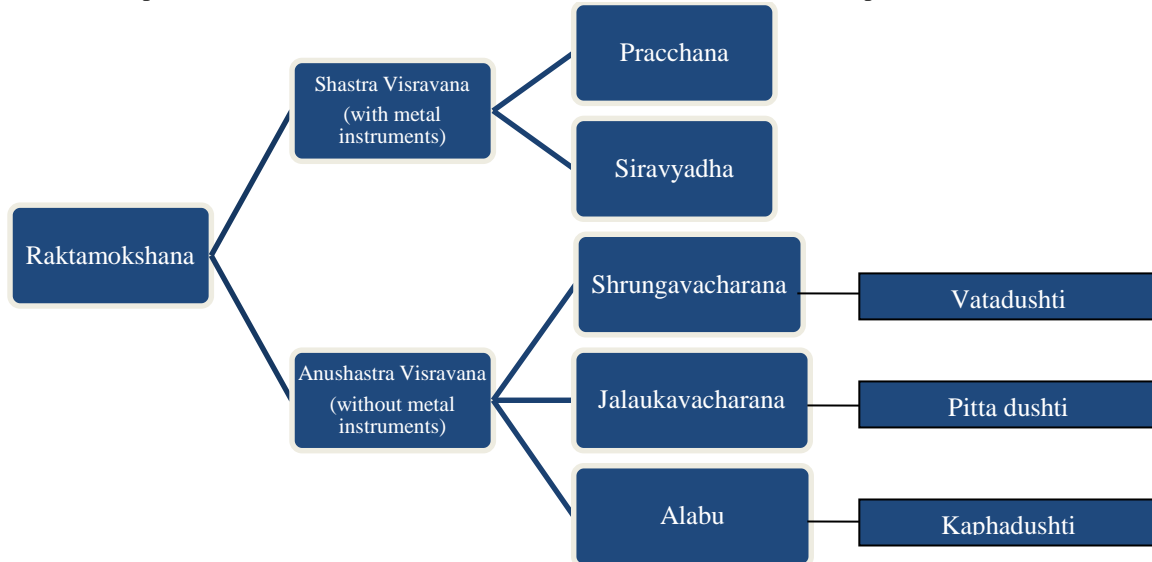 Raktamokshana
Shastra Visravana
(with metal
instruments)
Pracchana
Siravyadha
Anushastra Visravana
(without metal
instruments)
Shrungavacharana
Vatadushti
Jalaukavacharana
Pitta dushti
Alabu
Kaphadushti